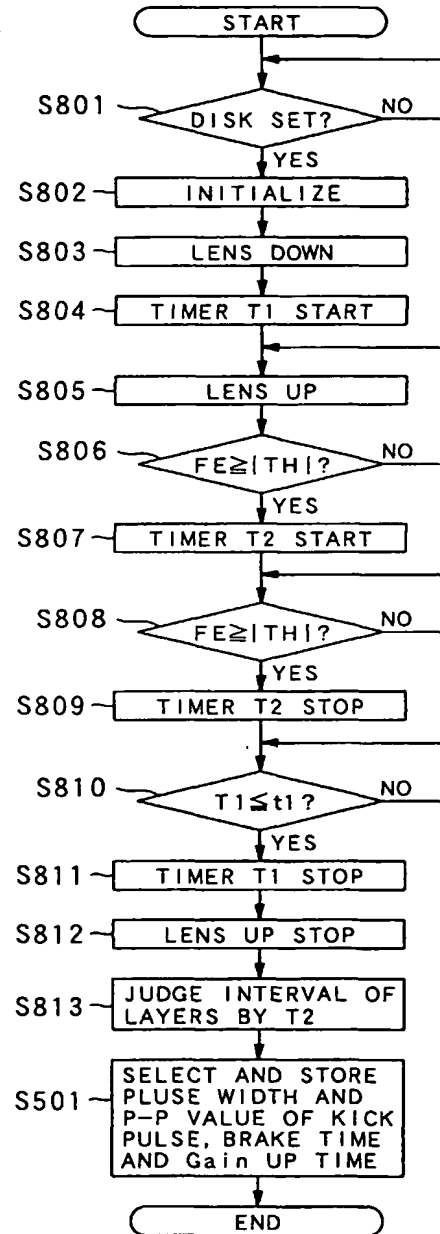 START
S801
DISK SET?
NO
YES
S802
INITIALIZE
S803
LENS DOWN
S804
TIMER T1 START
S805
LENS UP
S806
FE≧|TH|?
NO
YES
S807
TIMER T2 START
S808
FE≧|TH|?
NO
YES
S809
TIMER T2 STOP
S810
T1≦t1?
NO
YES
S811
TIMER T1 STOP
S812
LENS UP STOP
S813
JUDGE INTERVAL OF
LAYERS BY T2
S501
SELECT AND STORE
PLUSE WIDTH AND
P-P VALUE OF KICK
PULSE, BRAKE TIME
AND Gain UP TIME
END